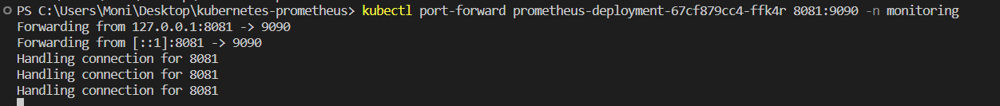 PS C:\Users\Moni\Desktop\kubernetes-prometheus> kubectl port-forward prometheus-deployment-67cf879cc4-ffk4r 8081:9090 -n monitoring
Forwarding from 127.0.0.1:8081 -> 9090
Forwarding from [::1]:8081 -> 9090
Handling connection for 8081
Handling connection for 8081
Handling connection for 8081